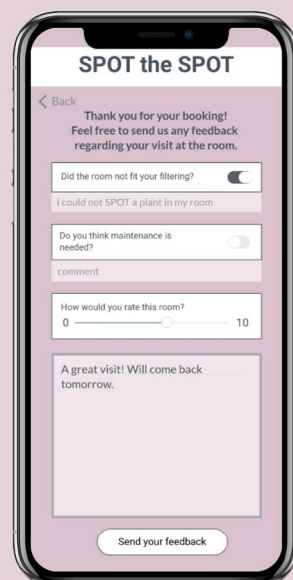 SPOT the SPOT
Back
Thank you for your booking!
Feel free to send us any feedback
regarding your visit at the room.
Did the room not fit your filtering?
I could not SPOT a plant in my room
Do you think maintenance is
needed?
comment
How would you rate this room?
0 10
A great visit! Will come back
tomorrow.
Send your feedback